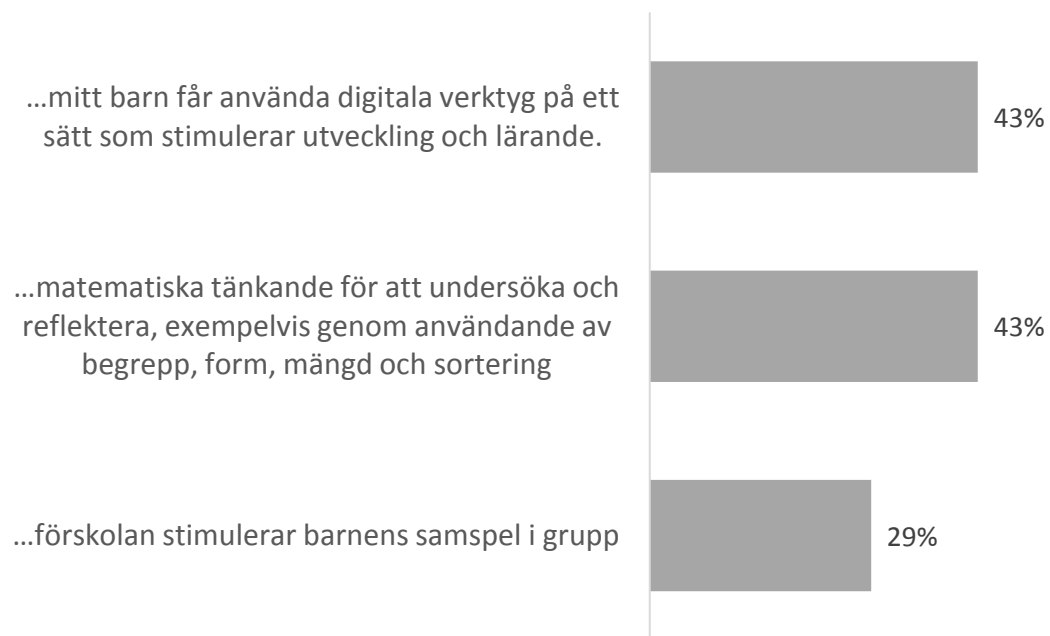 …mitt barn får använda digitala verktyg på ett
sätt som stimulerar utveckling och lärande.
43%
…matematiska tänkande för att undersöka och
reflektera, exempelvis genom användande av
begrepp, form, mängd och sortering
43%
…förskolan stimulerar barnens samspel i grupp
29%